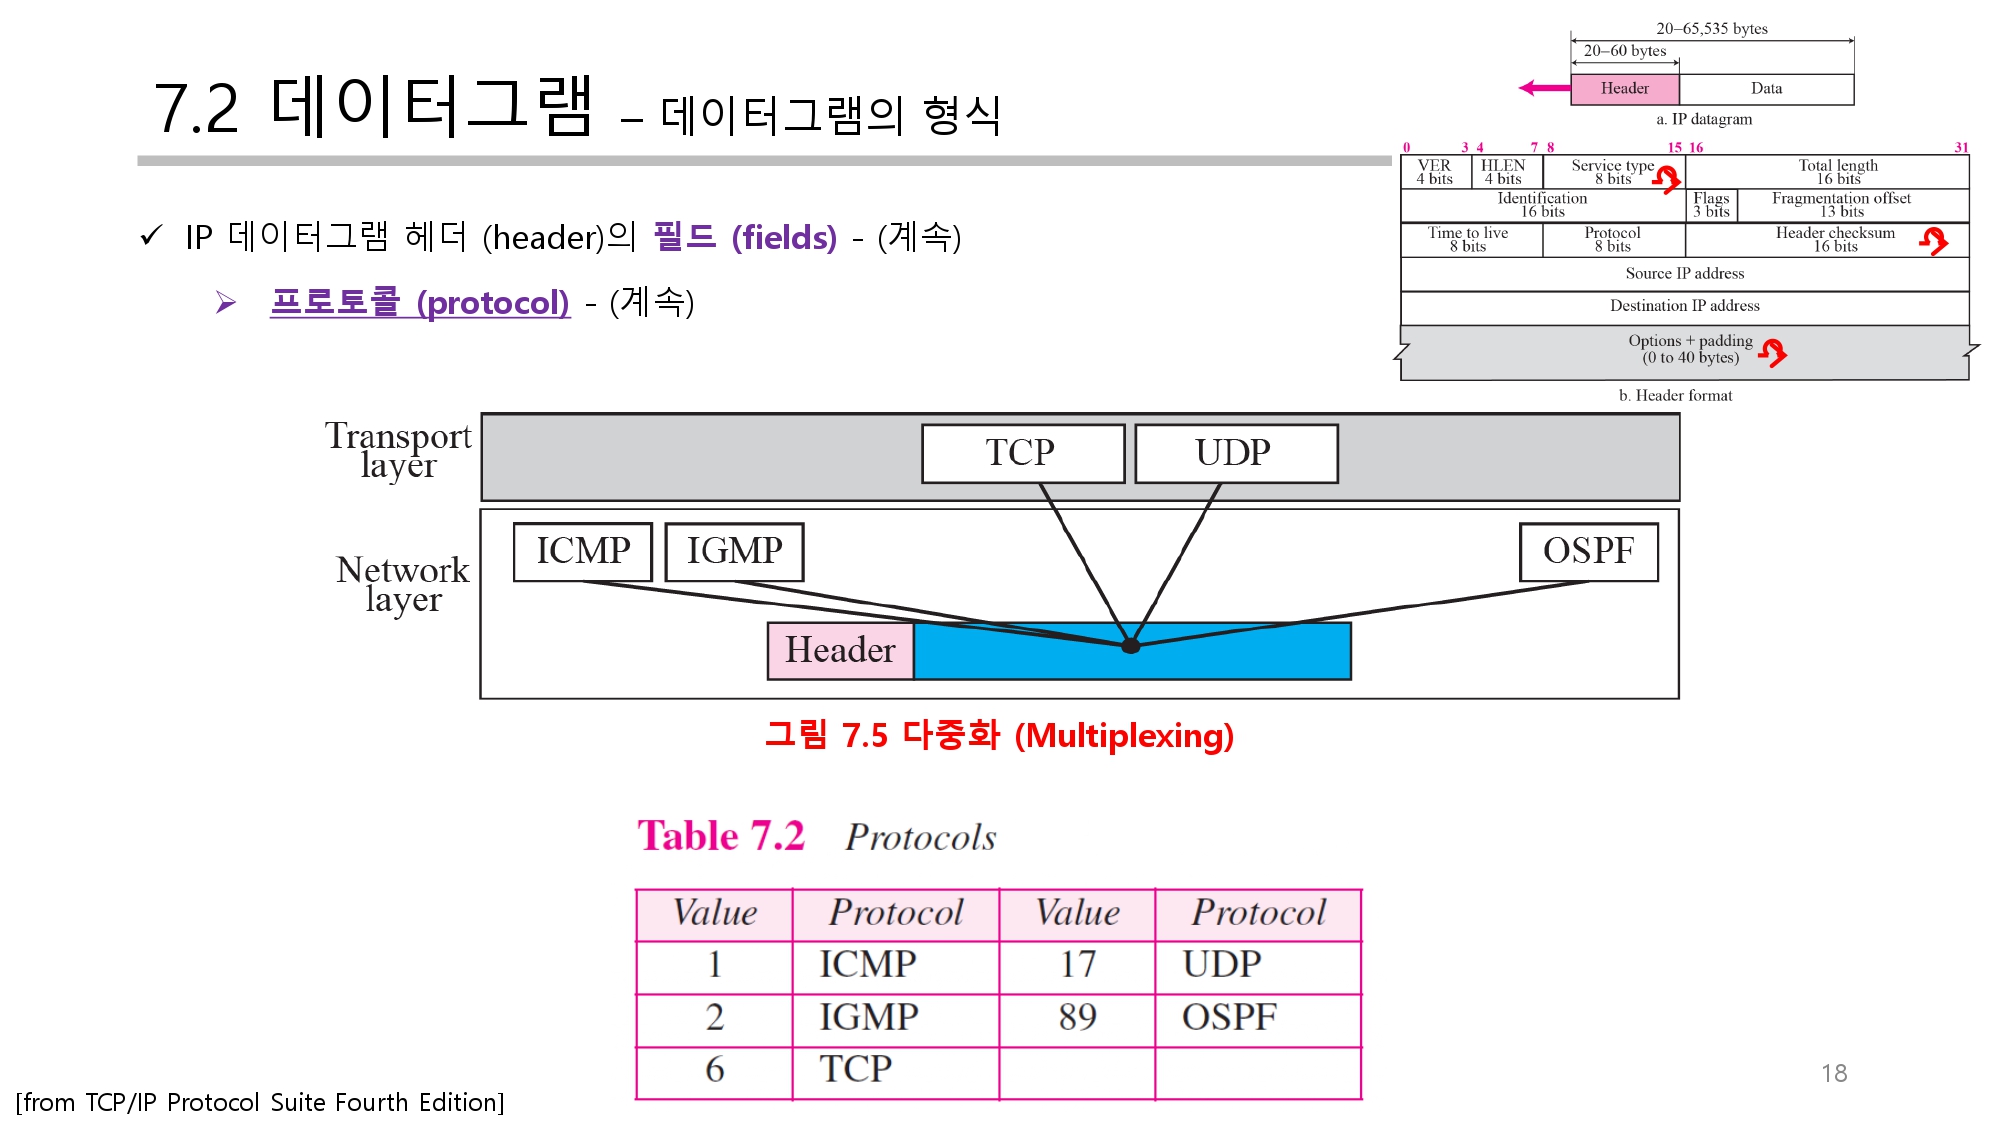 7.2 데이터그램 – 데이터그램의 형식
20–65,535 bytes
20–60 bytes
Header Data
a. IP datagram
0 3 4 7 8 15 16 31
VER 4 bits HLEN 4 bits Service type 8 bits Total length 16 bits
Identification 16 bits Flags 3 bits Fragmentation offset 13 bits
Time to live 8 bits Protocol 8 bits Header checksum 16 bits
Source IP address
Destination IP address
Options + padding
(0 to 40 bytes)
b. Header format
✓ IP 데이터그램 헤더 (header)의 필드 (fields) - (계속)
➢ 프로토콜 (protocol) - (계속)
Transport
layer
TCP UDP
Network
layer
ICMP IGMP OSPF
Header
그림 7.5 다중화 (Multiplexing)
Table 7.2 Protocols
Value Protocol Value Protocol
1 ICMP 17 UDP
2 IGMP 89 OSPF
6 TCP
18
[from TCP/IP Protocol Suite Fourth Edition]